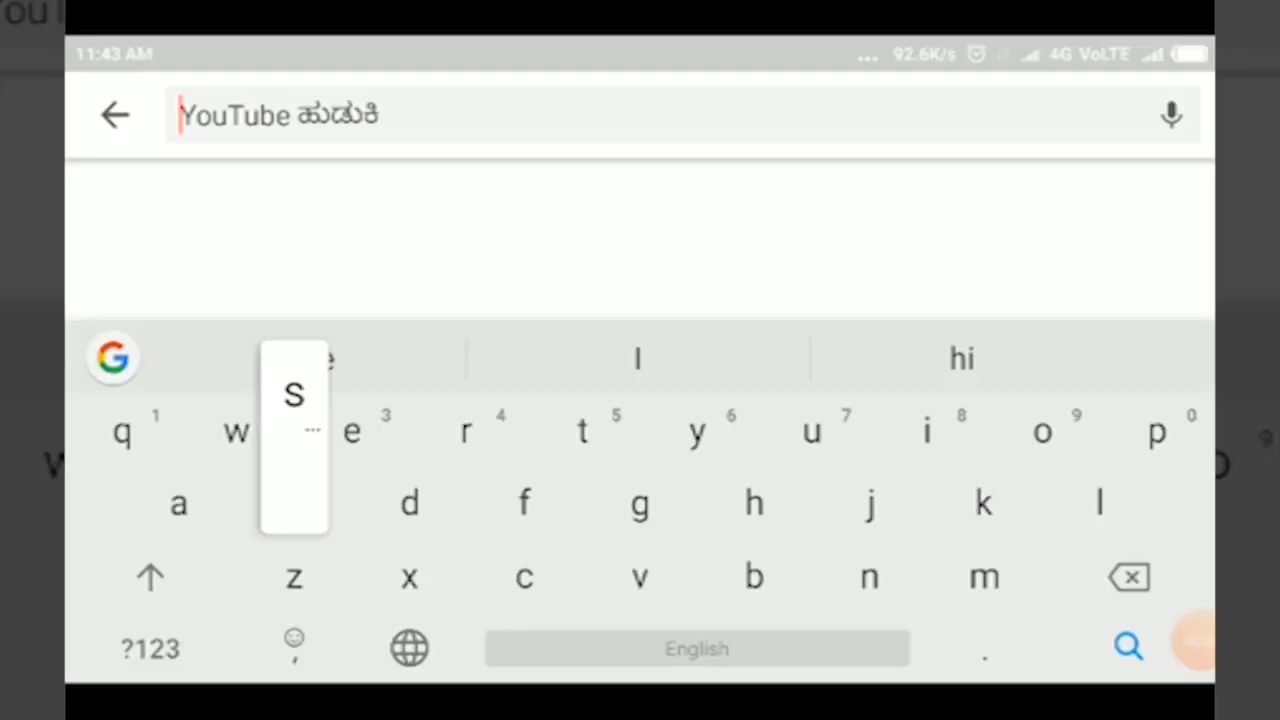 11:43 AM ... 92.6K/s 4G VoLTE
YouTube ಹುಡುಕಿ
I hi
q 1 w e 3 r 4 t 5 y 6 u 7 i 8 o 9 p 0
S
...
a d f g h j k l
z x c v b n m
?123 , English .